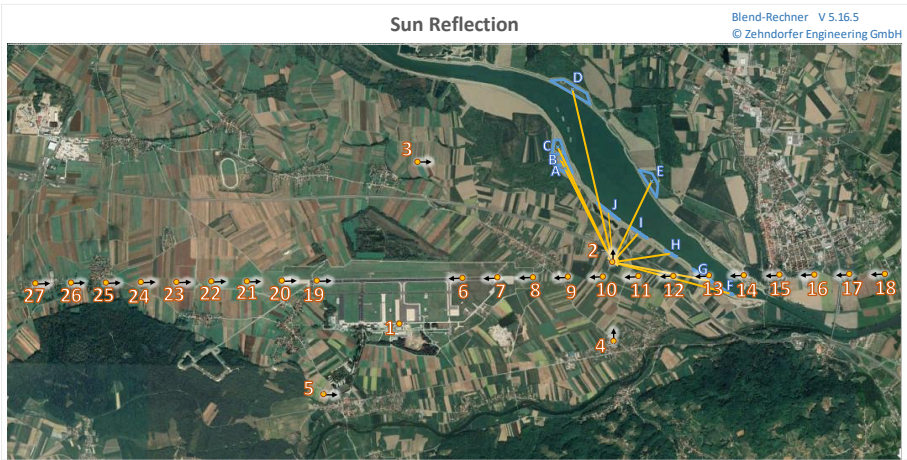 Sun Reflection
Blend-Rechner V 5.16.5
© Zehndorfer Engineering GmbH
D
3
C
B
A
E
J
I
2
H
G
F
27 26 25 24 23 22 21 20 19 6 7 8 9 10 11 12 13 14 15 16 17 18
1
4
5